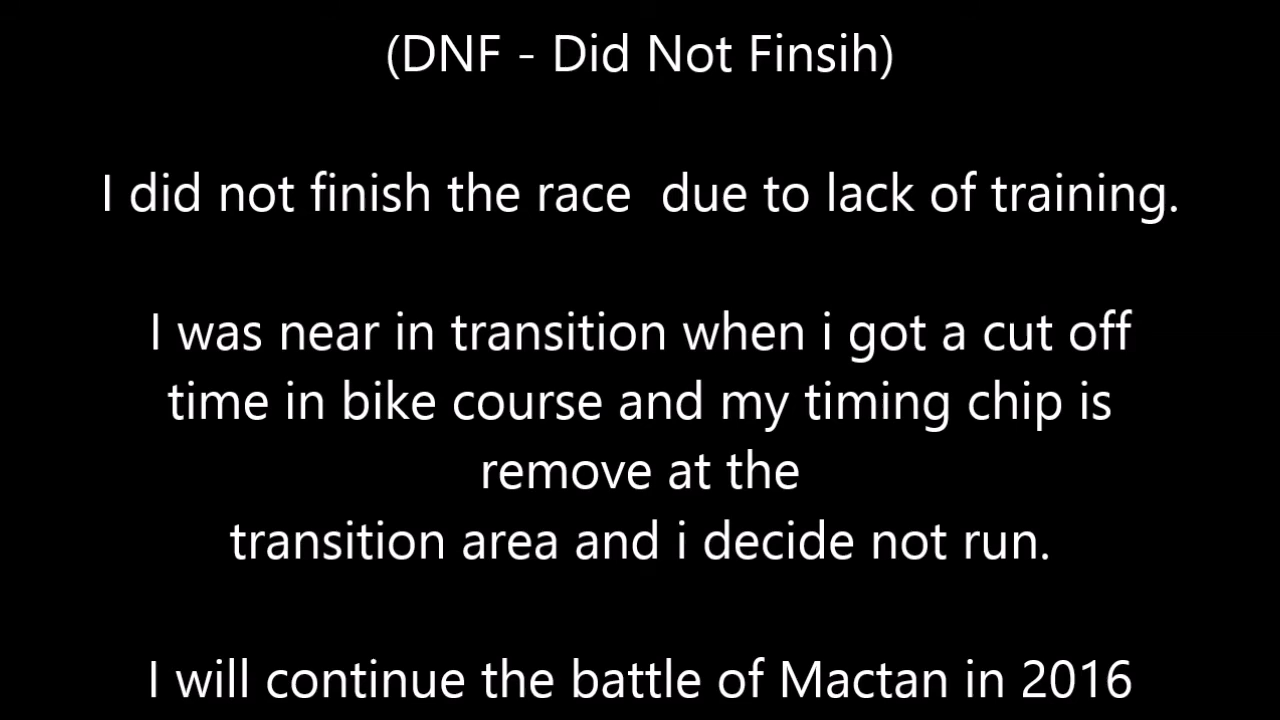 (DNF - Did Not Finsih)
I did not finish the race  due to lack of training.
I was near in transition when i got a cut off
time in bike course and my timing chip is
remove at the
transition area and i decide not run.
I will continue the battle of Mactan in 2016